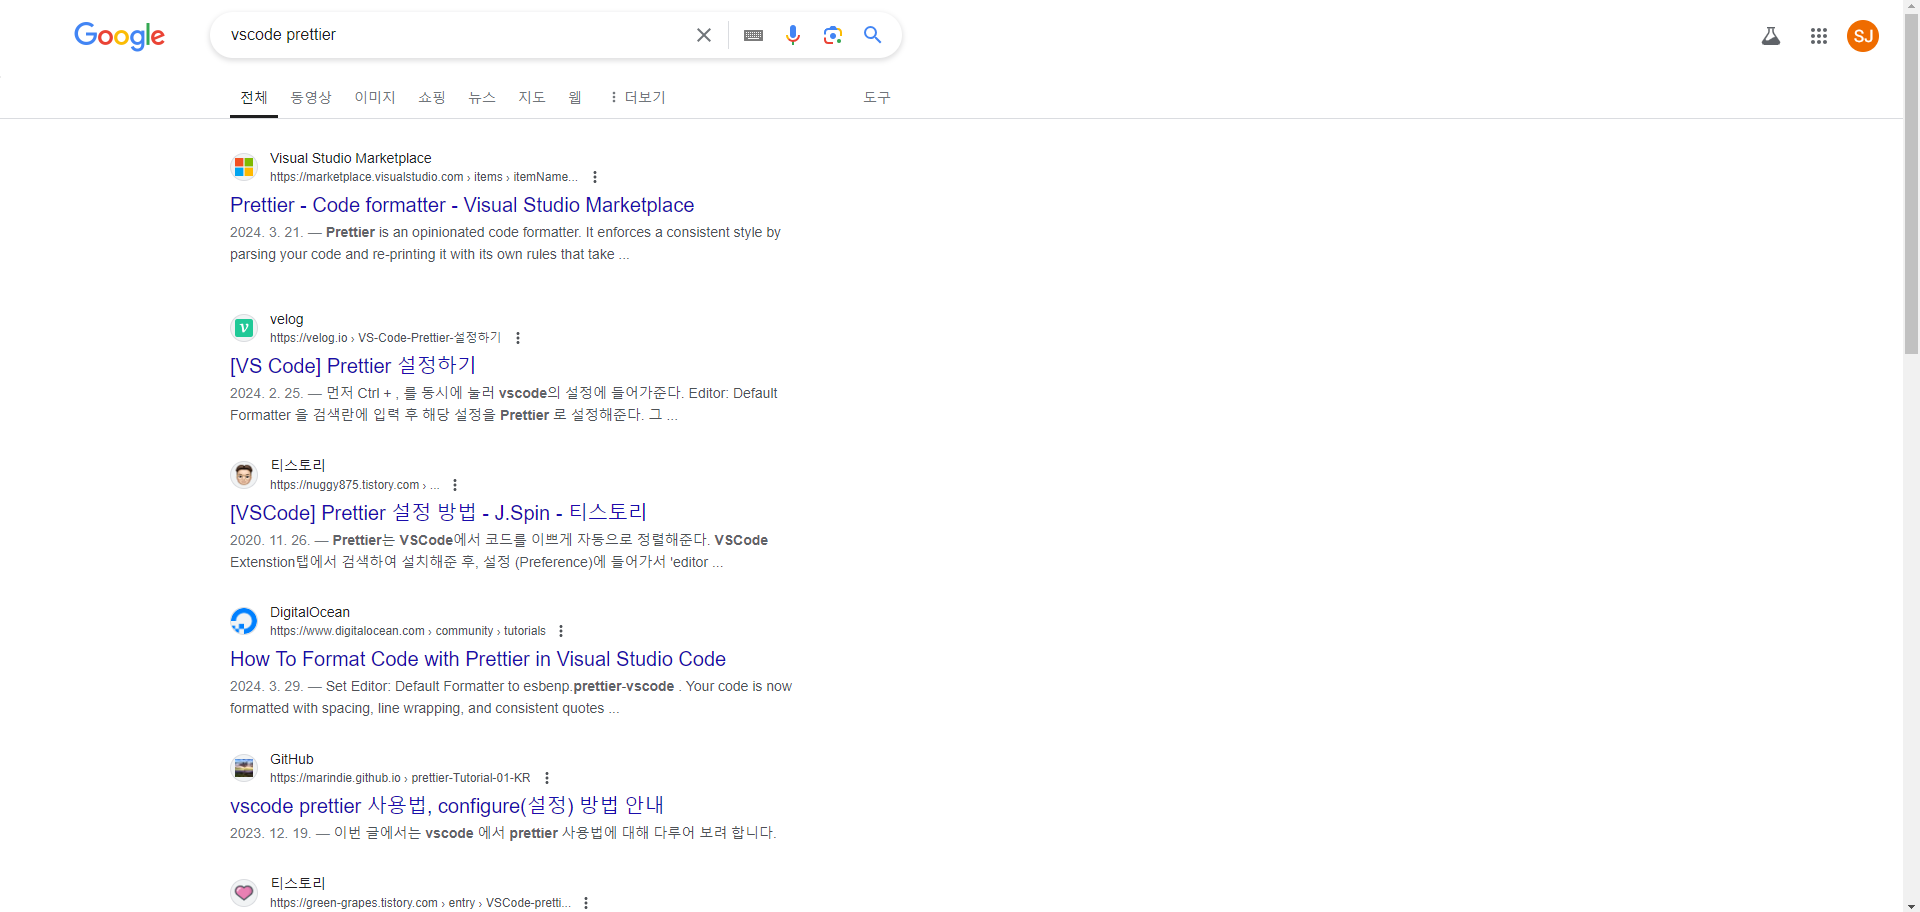 Google
vscode prettier
SJ
전체 동영상 이미지 쇼핑 뉴스 지도 웹 더보기 도구
Visual Studio Marketplace
https://marketplace.visualstudio.com › items › itemName...
Prettier - Code formatter - Visual Studio Marketplace
2024. 3. 21. — Prettier is an opinionated code formatter. It enforces a consistent style by
parsing your code and re-printing it with its own rules that take ...
v
velog
https://velog.io › VS-Code-Prettier-설정하기
[VS Code] Prettier 설정하기
2024. 2. 25. — 먼저 Ctrl + , 를 동시에 눌러 vscode의 설정에 들어가준다. Editor: Default
Formatter 을 검색란에 입력 후 해당 설정을 Prettier 로 설정해준다. 그 ...
티스토리
https://nuggy875.tistory.com › ...
[VSCode] Prettier 설정 방법 - J.Spin - 티스토리
2020. 11. 26. — Prettier는 VSCode에서 코드를 이쁘게 자동으로 정렬해준다. VSCode
Extenstion탭에서 검색하여 설치해준 후, 설정 (Preference)에 들어가서 'editor ...
DigitalOcean
https://www.digitalocean.com › community › tutorials
How To Format Code with Prettier in Visual Studio Code
2024. 3. 29. — Set Editor: Default Formatter to esbenp.prettier-vscode . Your code is now
formatted with spacing, line wrapping, and consistent quotes ...
GitHub
https://marindie.github.io › prettier-Tutorial-01-KR
vscode prettier 사용법, configure(설정) 방법 안내
2023. 12. 19. — 이번 글에서는 vscode 에서 prettier 사용법에 대해 다루어 보려 합니다.
티스토리
https://green-grapes.tistory.com › entry › VSCode-pretti...